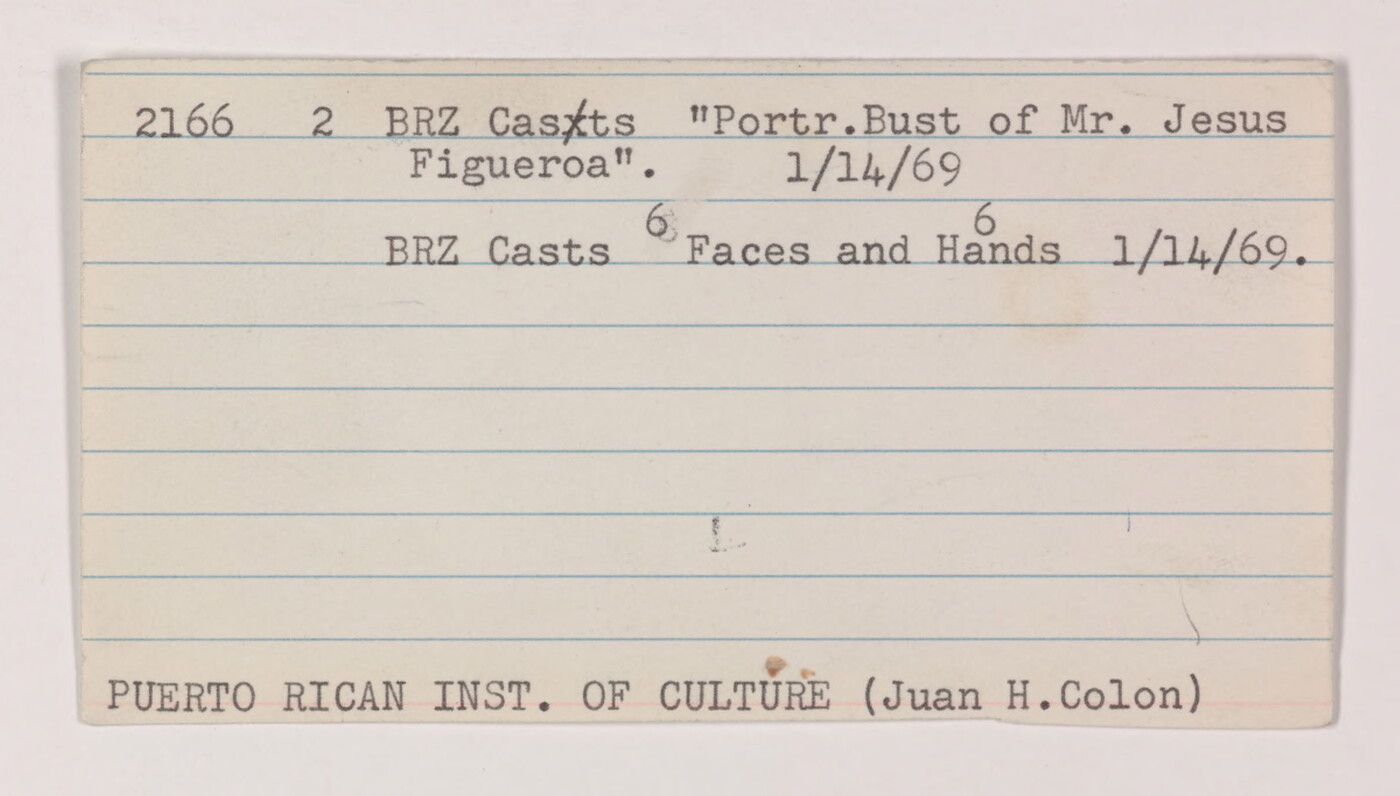 2166 2 BRZ Casts "Portr.Bust of Mr. Jesus
Figueroa". 1/14/69
6 6
BRZ Casts Faces and Hands 1/14/69.
PUERTO RICAN INST. OF CULTURE (Juan H.Colon)